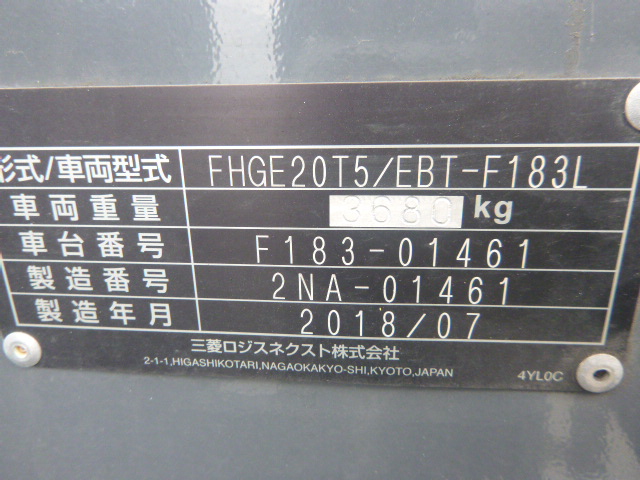 形式/車両型式 FHGE20T5/EBT-F183L
車両重量 3680 kg
車台番号 F183-01461
製造番号 2NA-01461
製造年月 2018/07
三菱ロジスネクスト株式会社
2-1-1,HIGASHIKOTARI,NAGAOKAKYO-SHI,KYOTO,JAPAN
4YL0C